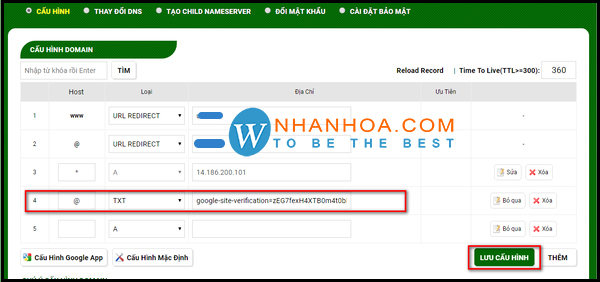 CẤU HÌNH THAY ĐỔI DNS TẠO CHILD NAMESERVER ĐỔI MẬT KHẨU CÀI ĐẶT BẢO MẬT
CẤU HÌNH DOMAIN
Nhập từ khóa rồi Enter TÌM Reload Record | Time To Live(TTL>=300): 360
Host Loại Địa Chỉ Ưu Tiên
1 www URL REDIRECT -
2 @ URL REDIRECT -
NHANHOA.COM
TO BE THE BEST
3 * A 14.186.200.101 Sửa Xóa
4 @ TXT google-site-verification=zEG7fexH4XTB0m4t0b Bỏ qua Xóa
5 A Bỏ qua Xóa
Cấu Hình Google App Cấu Hình Mặc Định LƯU CẤU HÌNH THÊM